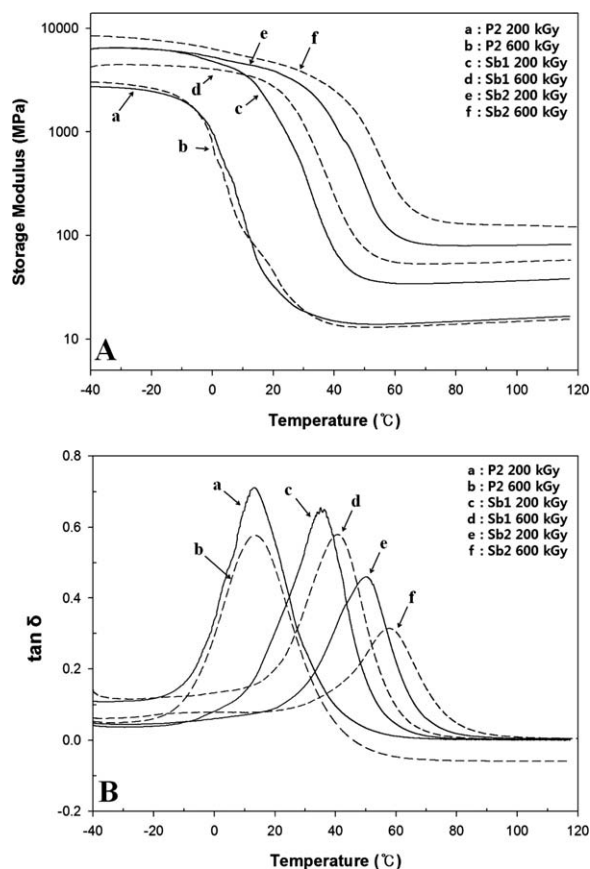 10000
1000
100
10
Storage Modulus (MPa)
a : P2 200 kGy
b : P2 600 kGy
c : Sb1 200 kGy
d : Sb1 600 kGy
e : Sb2 200 kGy
f : Sb2 600 kGy
a
b
c
d
e
f
A
-40 -20 0 20 40 60 80 100 120
Temperature (℃)
0.8
0.6
0.4
0.2
0.0
-0.2
tan δ
a : P2 200 kGy
b : P2 600 kGy
c : Sb1 200 kGy
d : Sb1 600 kGy
e : Sb2 200 kGy
f : Sb2 600 kGy
a
b
c
d
e
f
B
-40 -20 0 20 40 60 80 100 120
Temperature (℃)